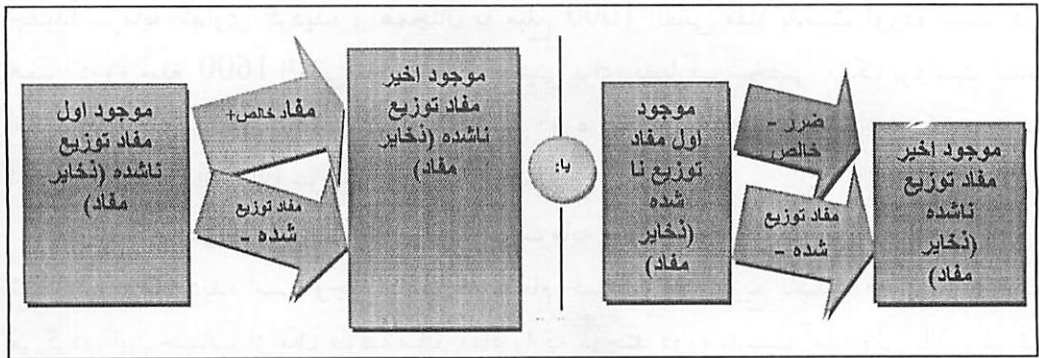 موجود اول
مفاد توزیع
ناشده (ذخایر
مفاد)
مفاد خالص+
مفاد توزیع
شده -
موجود اخیر
مفاد توزیع
ناشده (ذخایر
مفاد)
یا:
موجود
اول مفاد
توزیع نا
شده
(ذخایر
مفاد)
ضرر -
خالص
مفاد توزیع
شده -
موجود اخیر
مفاد توزیع
ناشده
(ذخایر
مفاد)